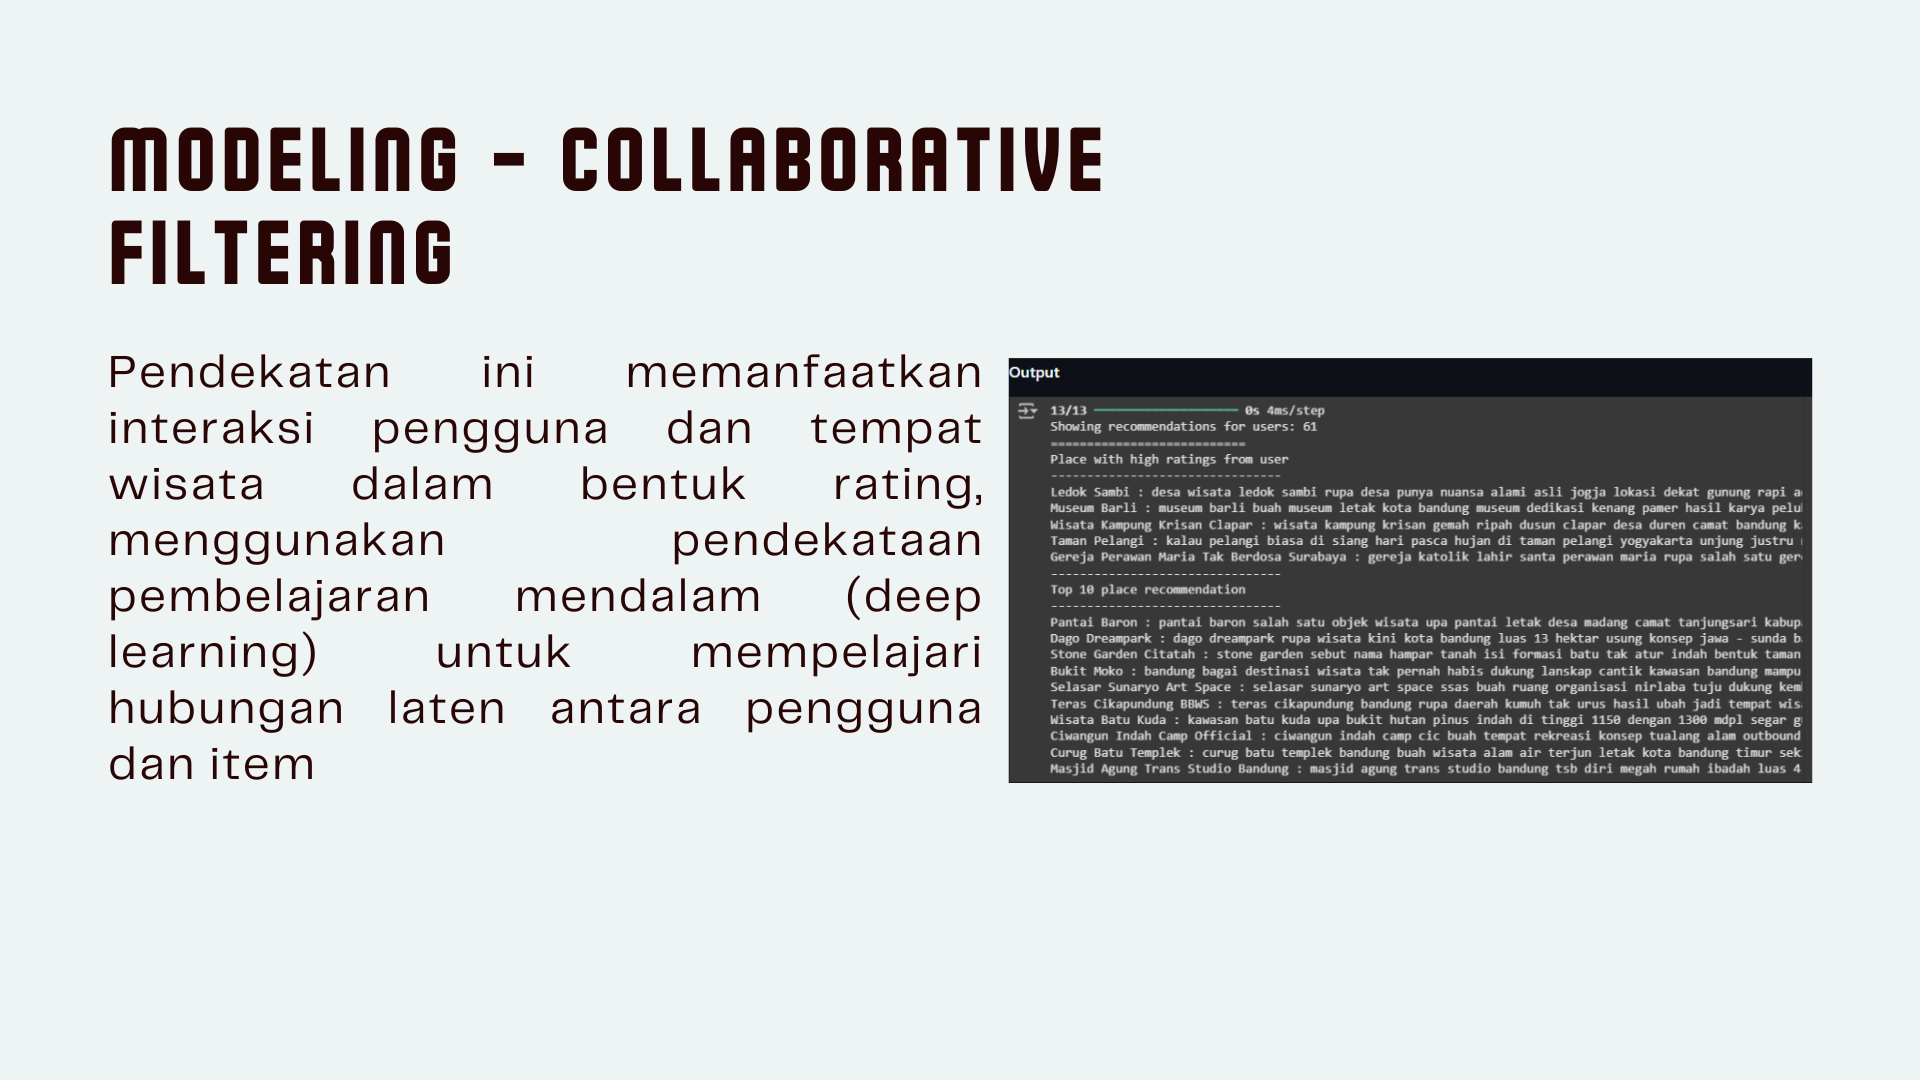 MODELING - COLLABORATIVE
FILTERING
Pendekatan ini memanfaatkan
interaksi pengguna dan tempat
wisata dalam bentuk rating,
menggunakan pendekataan
pembelajaran mendalam (deep
learning) untuk mempelajari
hubungan laten antara pengguna
dan item
Output
13/13 ━━━━━━━━━━━━━━━━━━━━ 0s 4ms/step
Showing recommendations for users: 61
===========================
Place with high ratings from user
--------------------------------
Ledok Sambi : desa wisata ledok sambi rupa desa punya nuansa alami asli jogja lokasi dekat gunung rapi
Museum Barli : museum barli buah museum letak kota bandung museum dedikasi kenang pamer hasil karya
Wisata Kampung Krisan Clapar : wisata kampung krisan gemah ripah dusun clapar desa duren camat bandung
Taman Pelangi : kalau pelangi biasa di siang hari pasca hujan di taman pelangi yogyakarta unjung justru
Gereja Perawan Maria Tak Berdosa Surabaya : gereja katolik lahir santa perawan maria rupa salah satu
--------------------------------
Top 10 place recommendation
--------------------------------
Pantai Baron : pantai baron salah satu objek wisata upa pantai letak desa madang camat tanjungsari
Dago Dreampark : dago dreampark rupa wisata kini kota bandung luas 13 hektar usung konsep jawa - sunda
Stone Garden Citatah : stone garden sebut nama hampar tanah isi formasi batu tak atur indah bentuk taman
Bukit Moko : bandung bagai destinasi wisata tak pernah habis dukung lanskap cantik kawasan bandung mampu
Selasar Sunaryo Art Space : selasar sunaryo art space ssas buah ruang organisasi nirlaba tuju dukung
Teras Cikapundung BBWS : teras cikapundung bandung rupa daerah kumuh tak urus hasil ubah jadi tempat
Wisata Batu Kuda : kawasan batu kuda upa bukit hutan pinus indah di tinggi 1150 dengan 1300 mdpl segar
Ciwangun Indah Camp Official : ciwangun indah camp cic buah tempat rekreasi konsep tualang alam outbound
Curug Batu Templek : curug batu templek bandung buah wisata alam air terjun letak kota bandung timur
Masjid Agung Trans Studio Bandung : masjid agung trans studio bandung tsb diri megah rumah ibadah luas